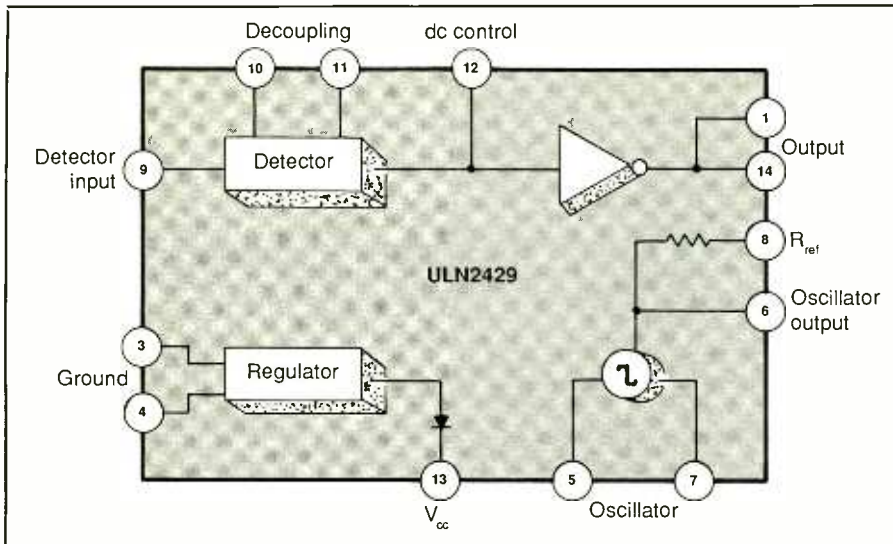 Decoupling
dc control
10
11
12
1
Detector input
9
Detector
Output
14
8
R_ref
ULN2429
6
Oscillator output
3
Ground
4
Regulator
13
V_cc
5
Oscillator
7